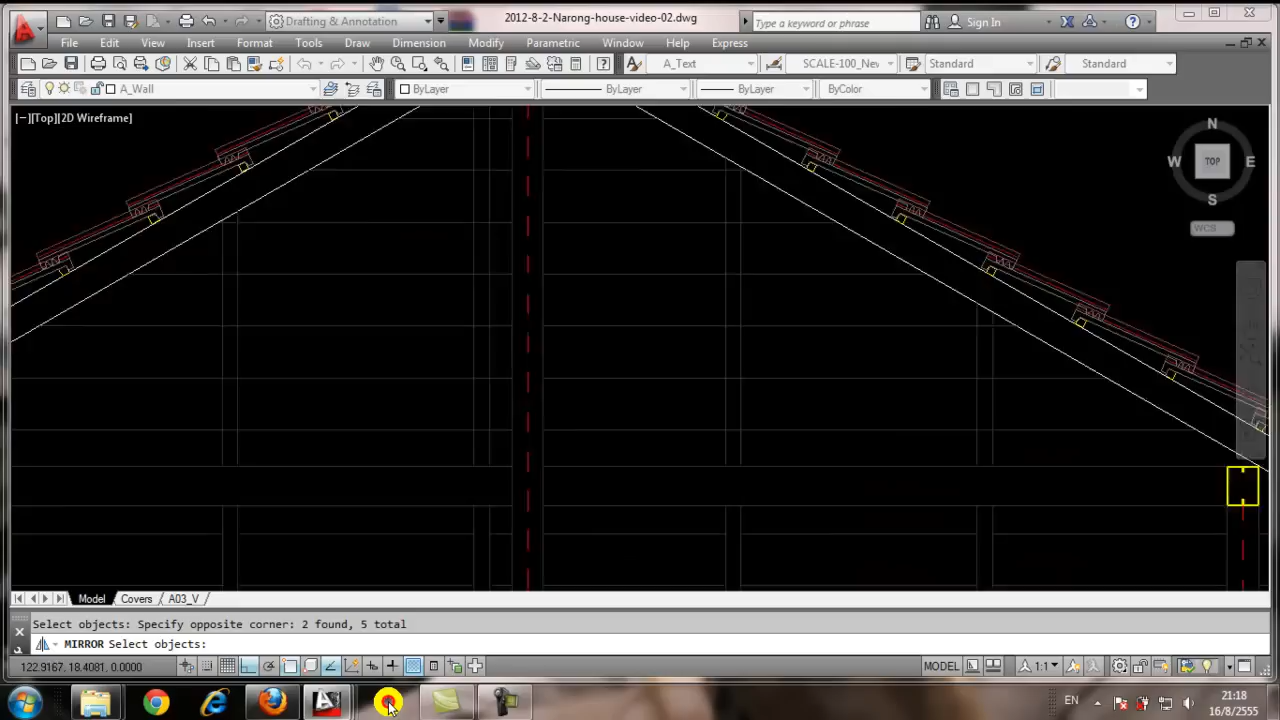 Drafting & Annotation
2012-8-2-Narong-house-video-02.dwg
Type a keyword or phrase
Sign In
File Edit View Insert Format Tools Draw Dimension Modify Parametric Window Help Express
A_Text
SCALE-100_New
Standard
Standard
A_Wall
ByLayer
ByLayer
ByLayer
ByColor
[−][Top][2D Wireframe]
N
W TOP E
S
WCS
Model Covers A03_V
Select objects: Specify opposite corner: 2 found, 5 total
MIRROR Select objects:
122.9167, 18.4081, 0.0000
MODEL
1:1
EN
21:18
16/8/2555